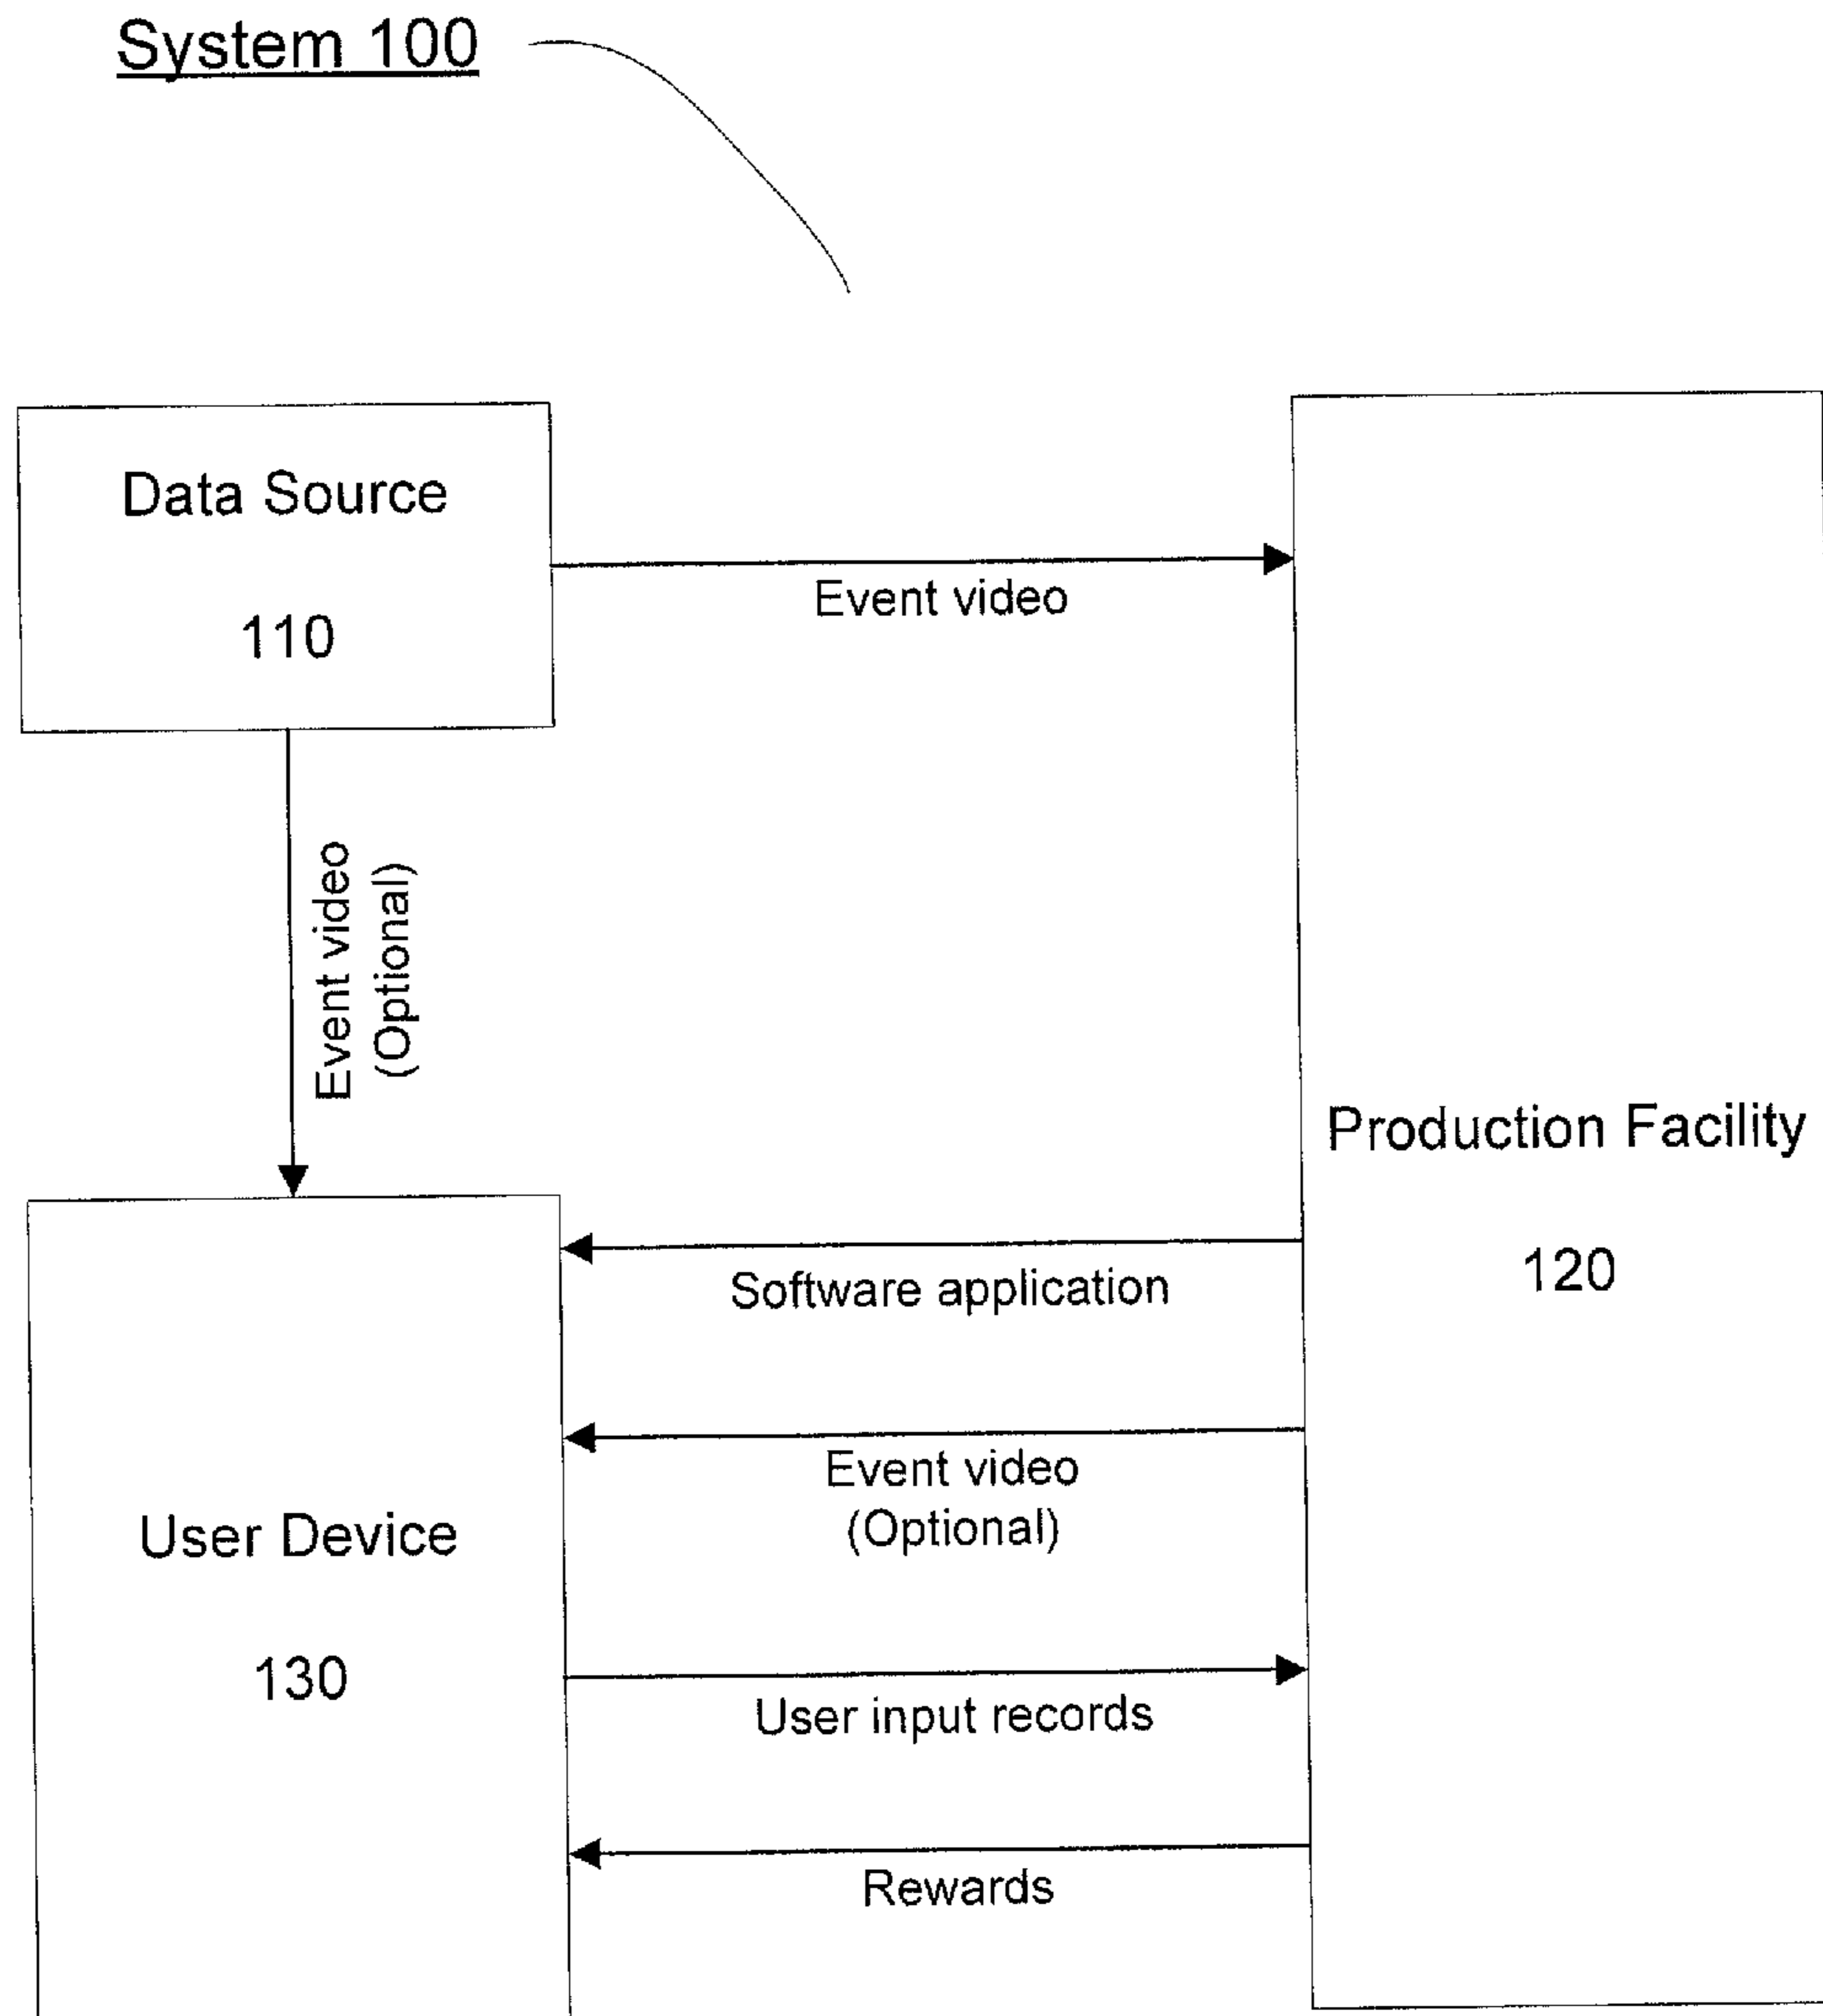 System 100
Data Source
110
Event video
Event video
(Optional)
Production Facility
120
Software application
Event video
(Optional)
User Device
130
User input records
Rewards